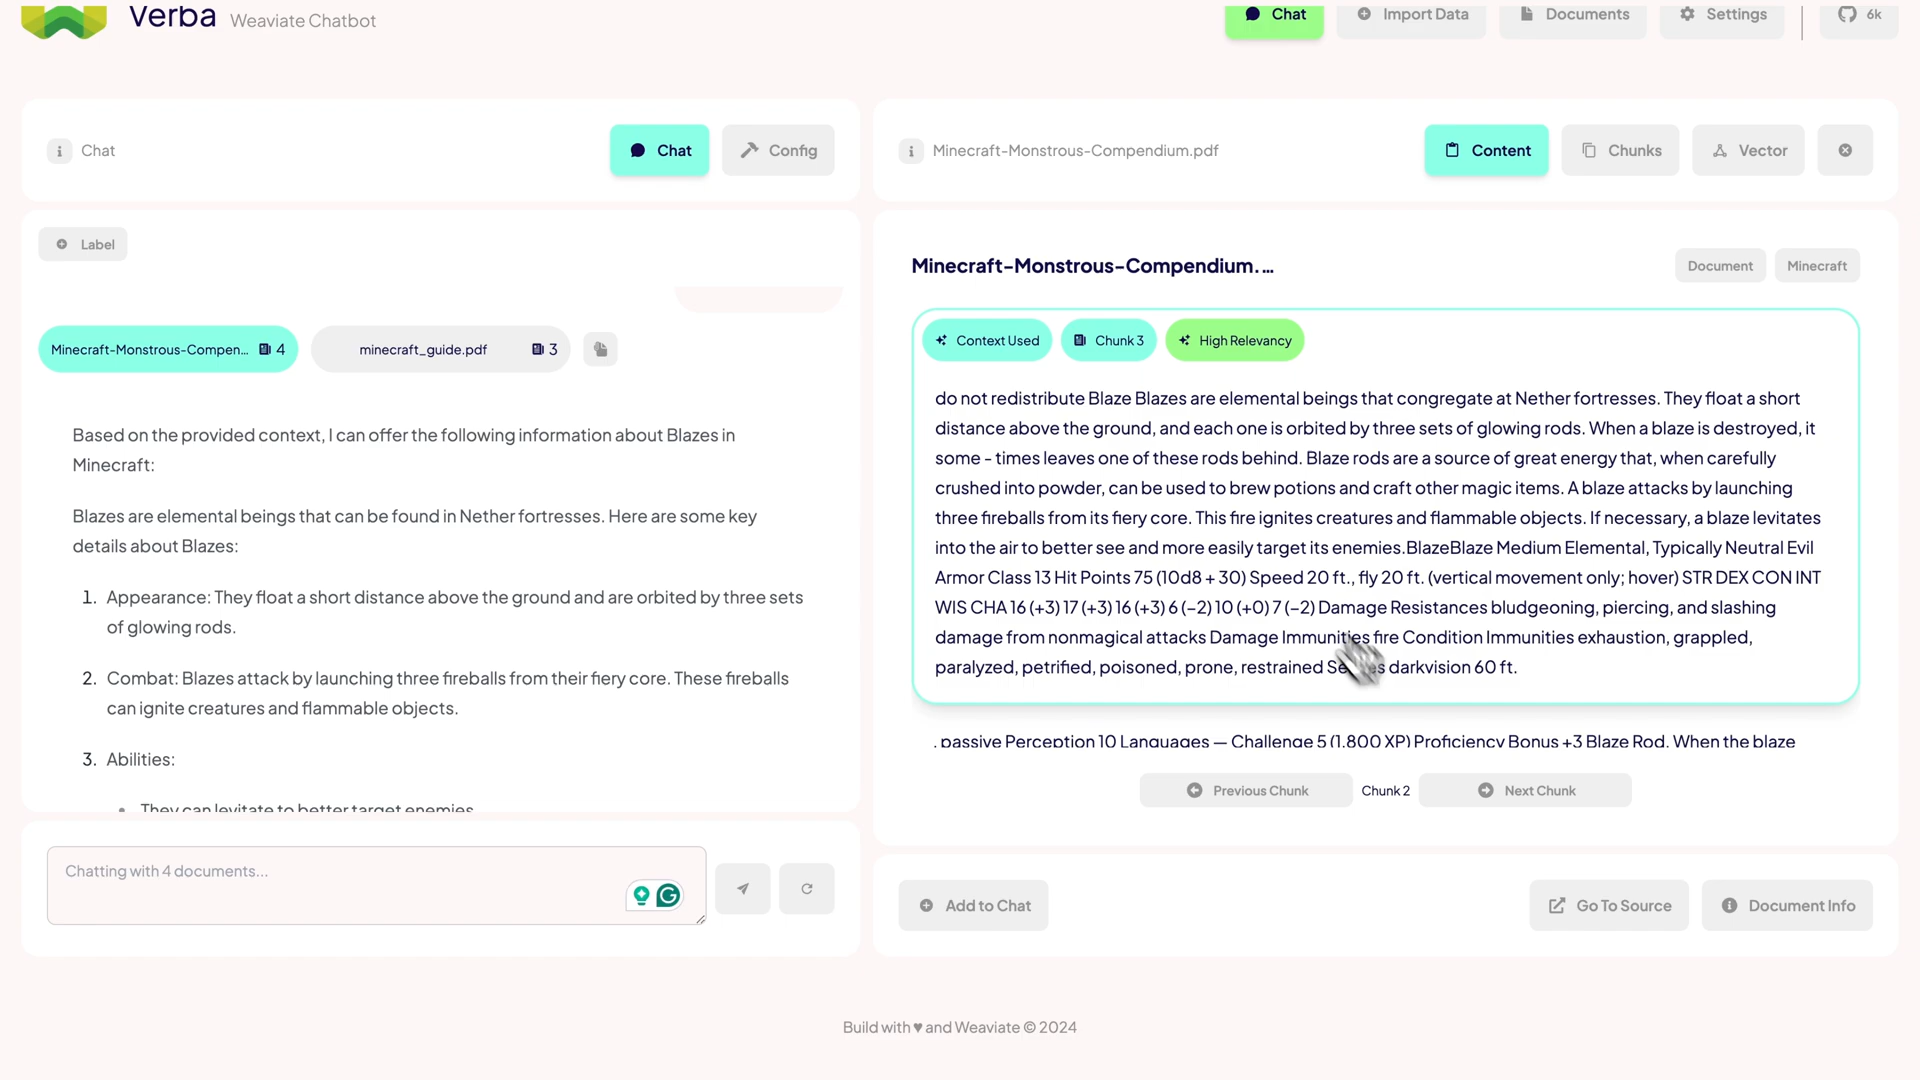 Verba Weaviate Chatbot
Chat
Import Data
Documents
Settings
6k
Chat
Chat
Config
Minecraft-Monstrous-Compendium.pdf
Content
Chunks
Vector
Label
Minecraft-Monstrous-Compen... 4
minecraft_guide.pdf 3
Based on the provided context, I can offer the following information about Blazes in
Minecraft:
Blazes are elemental beings that can be found in Nether fortresses. Here are some key
details about Blazes:
1. Appearance: They float a short distance above the ground and are orbited by three sets
of glowing rods.
2. Combat: Blazes attack by launching three fireballs from their fiery core. These fireballs
can ignite creatures and flammable objects.
3. Abilities:
They can levitate to better target enemies.
Chatting with 4 documents...
Minecraft-Monstrous-Compendium....
Document
Minecraft
Context Used
Chunk 3
High Relevancy
do not redistribute Blaze Blazes are elemental beings that congregate at Nether fortresses. They float a short
distance above the ground, and each one is orbited by three sets of glowing rods. When a blaze is destroyed, it
some - times leaves one of these rods behind. Blaze rods are a source of great energy that, when carefully
crushed into powder, can be used to brew potions and craft other magic items. A blaze attacks by launching
three fireballs from its fiery core. This fire ignites creatures and flammable objects. If necessary, a blaze levitates
into the air to better see and more easily target its enemies.BlazeBlaze Medium Elemental, Typically Neutral Evil
Armor Class 13 Hit Points 75 (10d8 + 30) Speed 20 ft., fly 20 ft. (vertical movement only; hover) STR DEX CON INT
WIS CHA 16 (+3) 17 (+3) 16 (+3) 6 (−2) 10 (+0) 7 (−2) Damage Resistances bludgeoning, piercing, and slashing
damage from nonmagical attacks Damage Immunities fire Condition Immunities exhaustion, grappled,
paralyzed, petrified, poisoned, prone, restrained darkvision 60 ft.
. passive Perception 10 Languages — Challenge 5 (1,800 XP) Proficiency Bonus +3 Blaze Rod. When the blaze
Previous Chunk
Chunk 2
Next Chunk
Add to Chat
Go To Source
Document Info
Build with ♥ and Weaviate © 2024